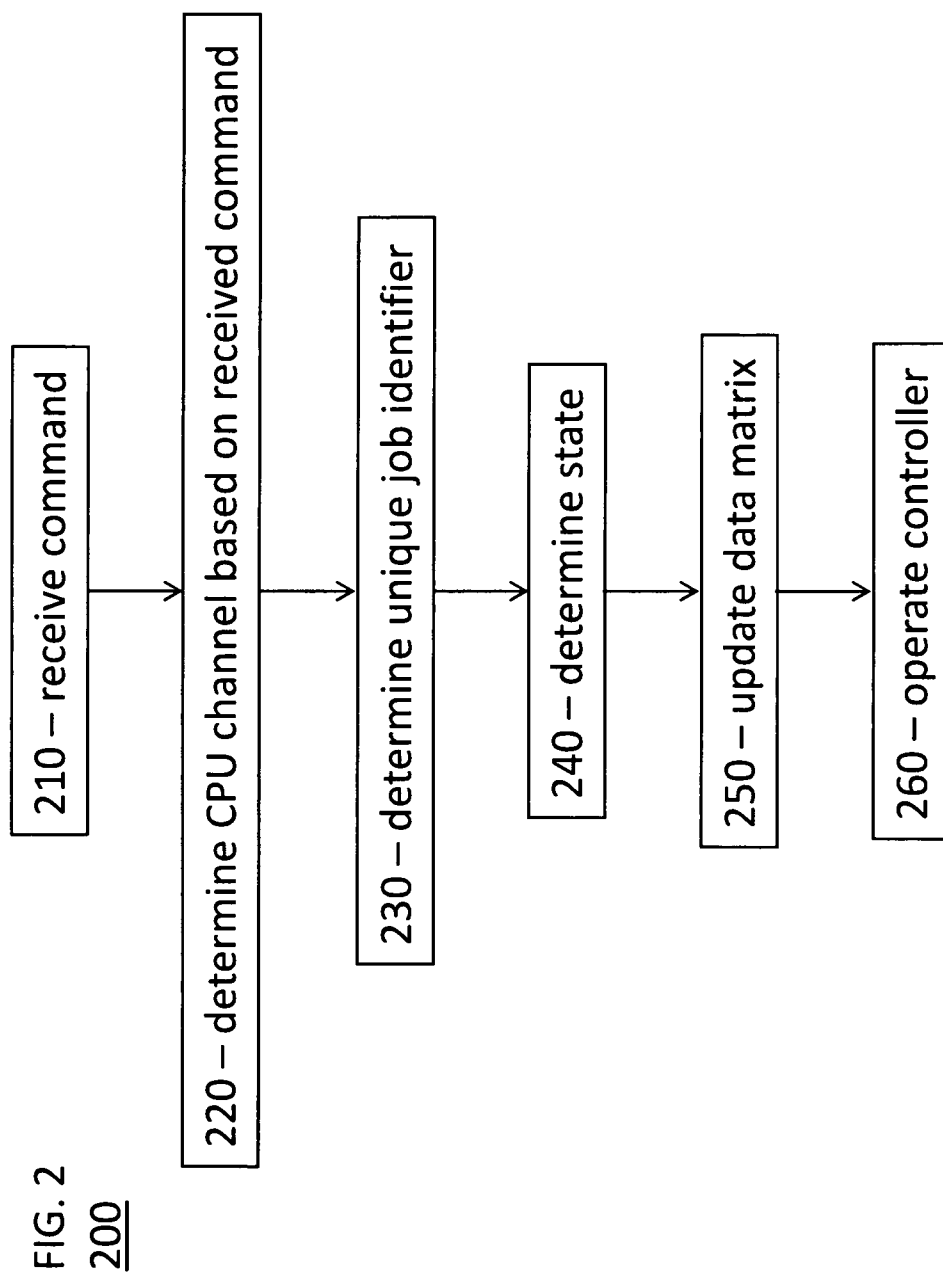 FIG. 2
200
210 – receive command
220 – determine CPU channel based on received command
230 – determine unique job identifier
240 – determine state
250 – update data matrix
260 – operate controller